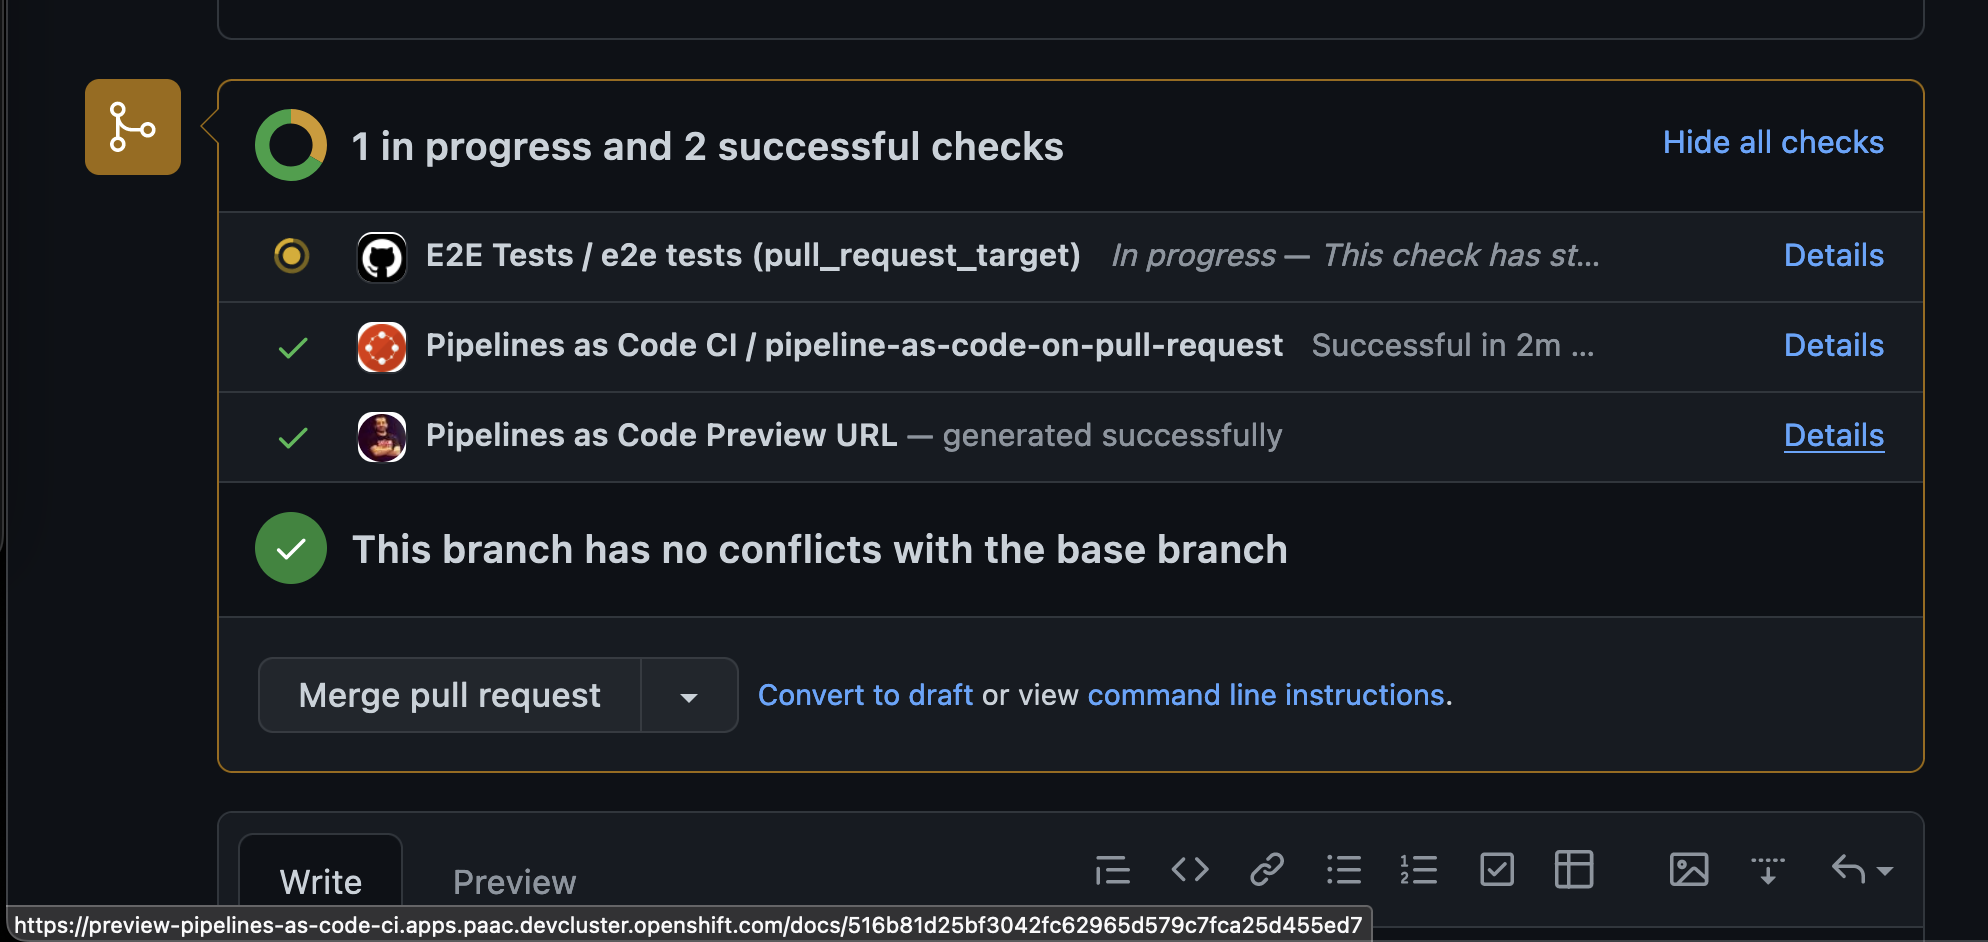 1 in progress and 2 successful checks
Hide all checks
E2E Tests / e2e tests (pull_request_target) In progress — This check has st... Details
Pipelines as Code CI / pipeline-as-code-on-pull-request Successful in 2m ... Details
Pipelines as Code Preview URL — generated successfully Details
This branch has no conflicts with the base branch
Merge pull request Convert to draft or view command line instructions.
Write Preview
https://preview-pipelines-as-code-ci.apps.paac.devcluster.openshift.com/docs/516b81d25bf3042fc62965d579c7fca25d455ed7